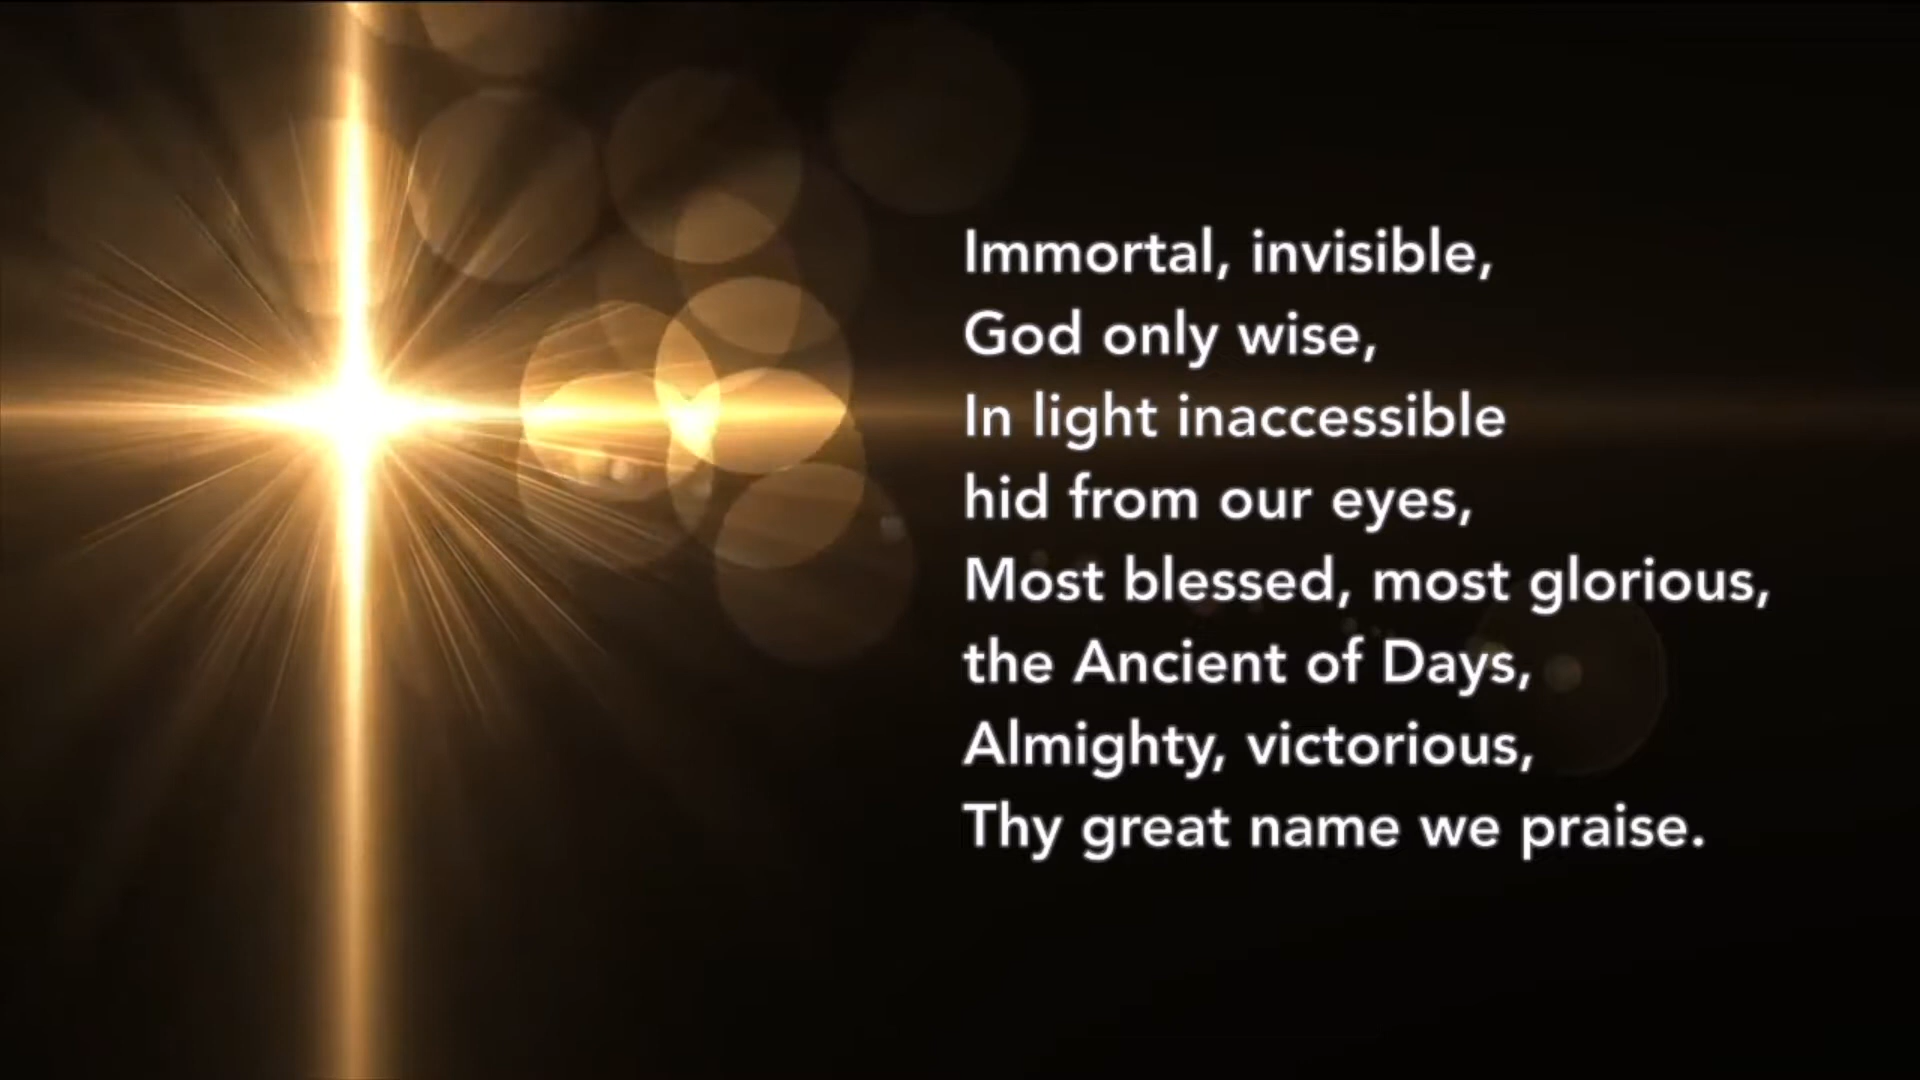 Immortal, invisible,
God only wise,
In light inaccessible
hid from our eyes,
Most blessed, most glorious,
the Ancient of Days,
Almighty, victorious,
Thy great name we praise.